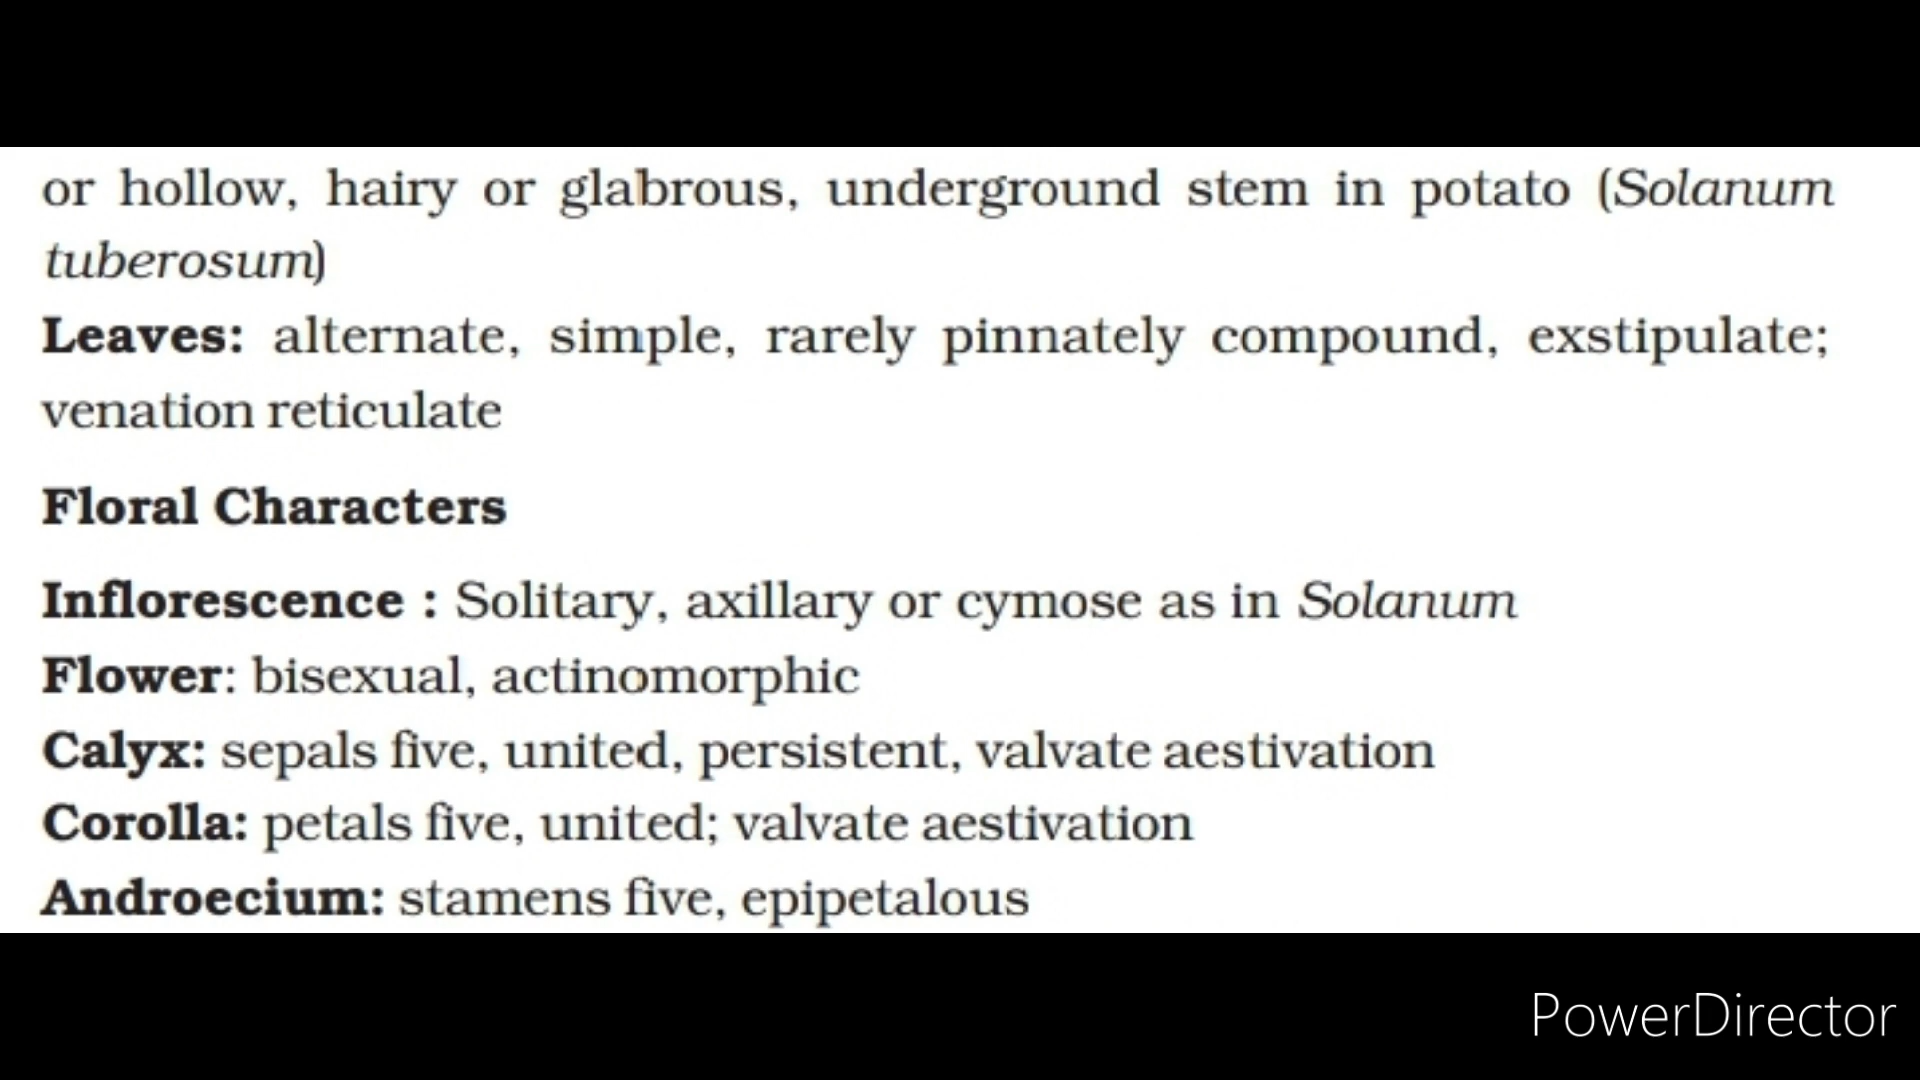 or hollow, hairy or glabrous, underground stem in potato (Solanum
tuberosum)
Leaves: alternate, simple, rarely pinnately compound, exstipulate;
venation reticulate
Floral Characters
Inflorescence : Solitary, axillary or cymose as in Solanum
Flower: bisexual, actinomorphic
Calyx: sepals five, united, persistent, valvate aestivation
Corolla: petals five, united; valvate aestivation
Androecium: stamens five, epipetalous
PowerDirector